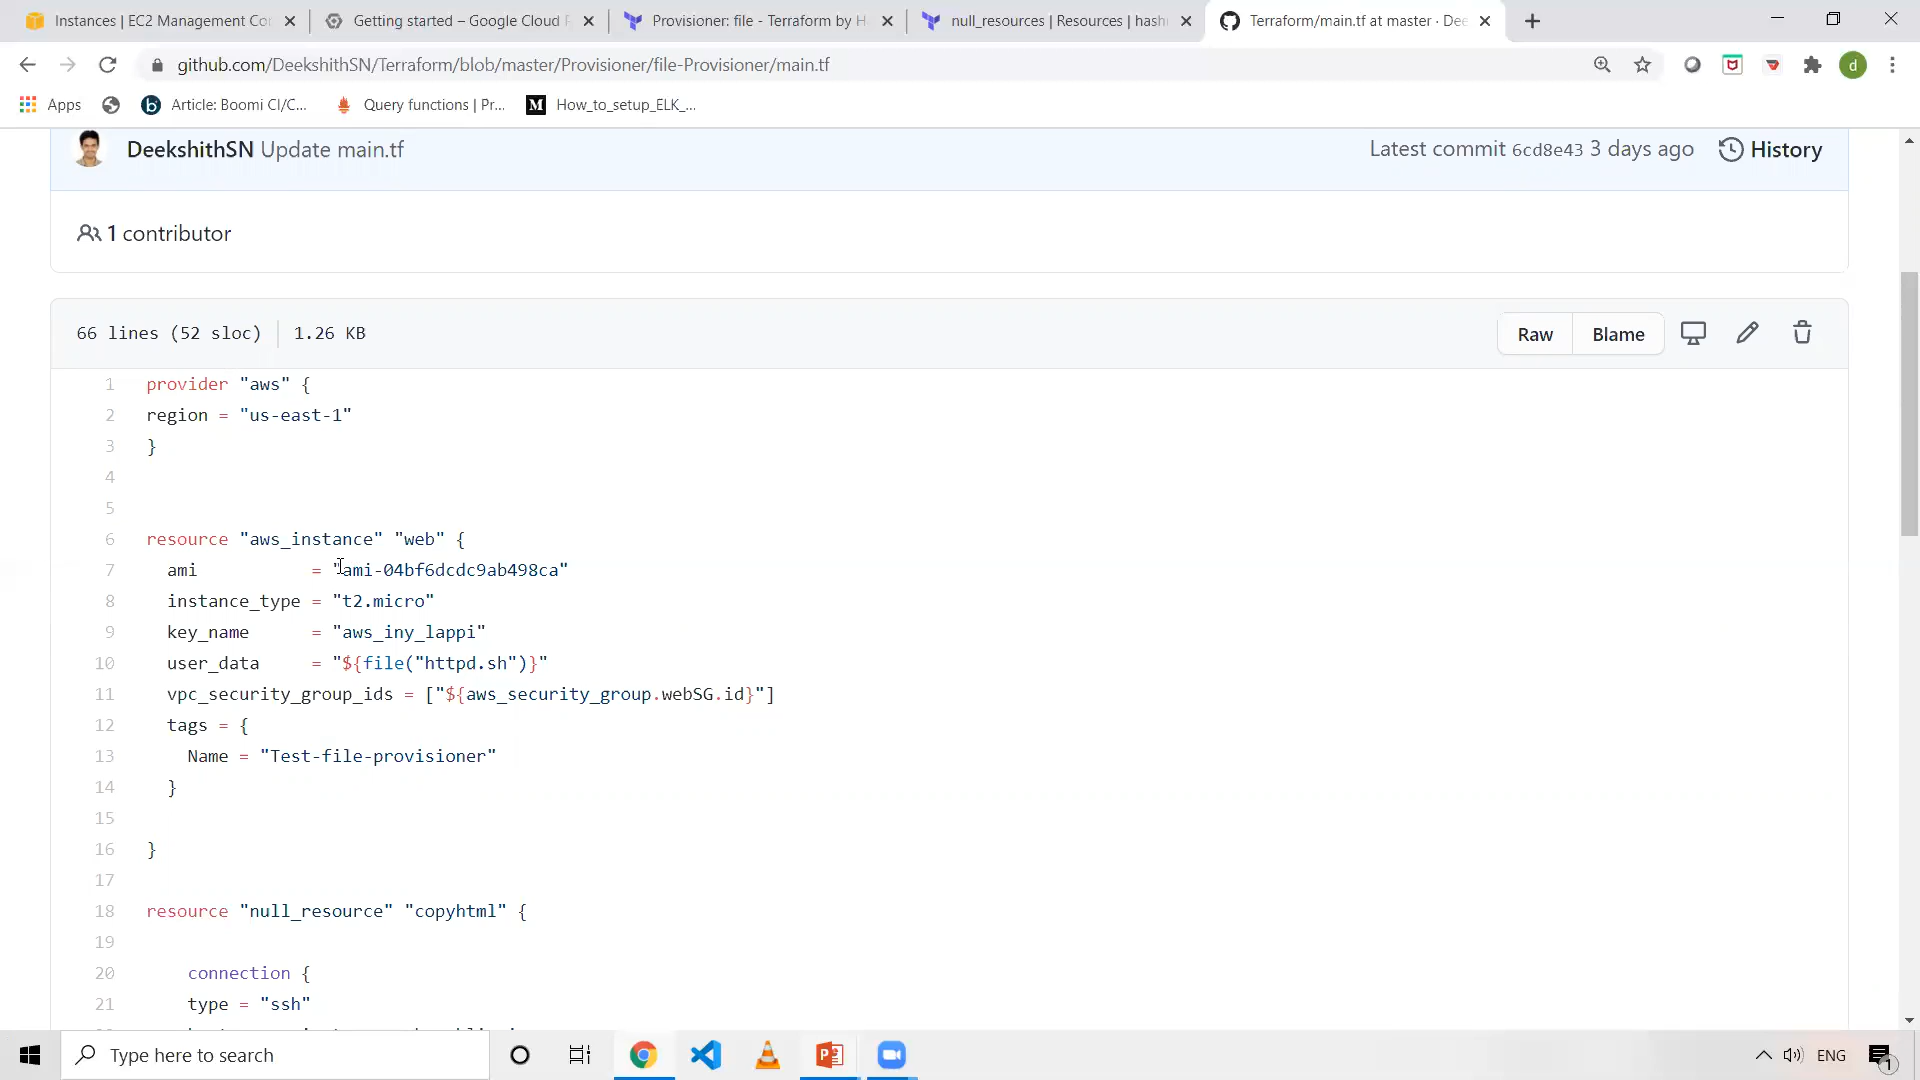 Instances | EC2 Management Co
Getting started – Google Cloud P
Provisioner: file - Terraform by H
null_resources | Resources | hash
Terraform/main.tf at master · Dee
github.com/DeekshithSN/Terraform/blob/master/Provisioner/file-Provisioner/main.tf
d
Apps
Article: Boomi CI/C...
Query functions | Pr...
How_to_setup_ELK_...
DeekshithSN Update main.tf
Latest commit 6cd8e43 3 days ago
History
1 contributor
66 lines (52 sloc) | 1.26 KB
Raw
Blame
1 provider "aws" {
2 region = "us-east-1"
3 }
4
5
6 resource "aws_instance" "web" {
7 ami = "ami-04bf6dcdc9ab498ca"
8 instance_type = "t2.micro"
9 key_name = "aws_iny_lappi"
10 user_data = "${file("httpd.sh")}"
11 vpc_security_group_ids = ["${aws_security_group.webSG.id}"]
12 tags = {
13 Name = "Test-file-provisioner"
14 }
15
16 }
17
18 resource "null_resource" "copyhtml" {
19
20 connection {
21 type = "ssh"
Type here to search
ENG
1